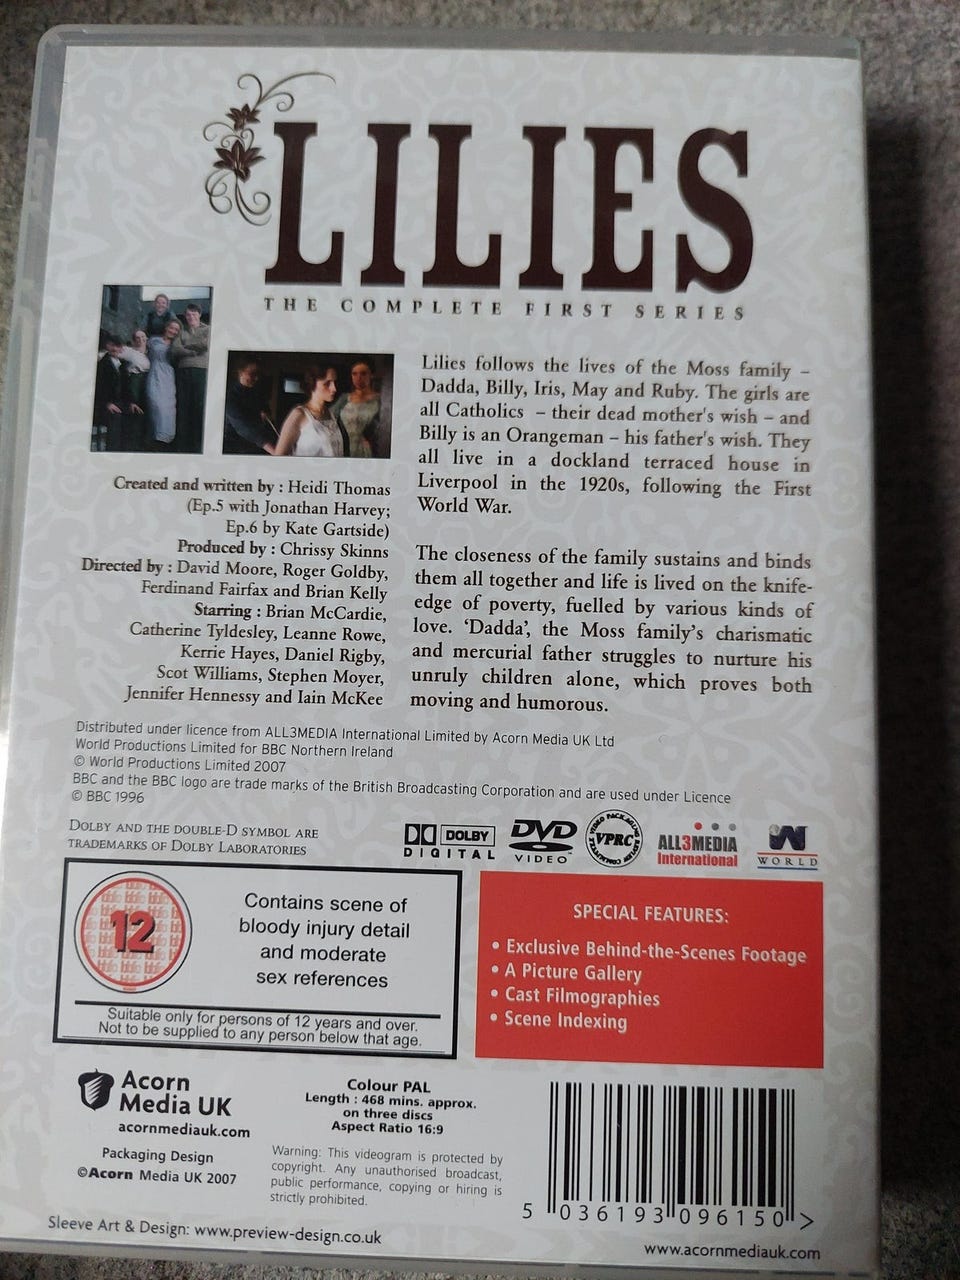 LILIES
THE COMPLETE FIRST SERIES
Lilies follows the lives of the Moss family –
Dadda, Billy, Iris, May and Ruby. The girls are
all Catholics – their dead mother's wish – and
Billy is an Orangeman – his father's wish. They
all live in a dockland terraced house in
Liverpool in the 1920s, following the First
World War.
The closeness of the family sustains and binds
them all together and life is lived on the knife-
edge of poverty, fuelled by various kinds of
love. ‘Dadda’, the Moss family’s charismatic
and mercurial father struggles to nurture his
unruly children alone, which proves both
moving and humorous.
Created and written by : Heidi Thomas
(Ep.5 with Jonathan Harvey;
Ep.6 by Kate Gartside)
Produced by : Chrissy Skinns
Directed by : David Moore, Roger Goldby,
Ferdinand Fairfax and Brian Kelly
Starring : Brian McCardie,
Catherine Tyldesley, Leanne Rowe,
Kerrie Hayes, Daniel Rigby,
Scot Williams, Stephen Moyer,
Jennifer Hennessy and Iain McKee
Distributed under licence from ALL3MEDIA International Limited by Acorn Media UK Ltd
World Productions Limited for BBC Northern Ireland
© World Productions Limited 2007
BBC and the BBC logo are trade marks of the British Broadcasting Corporation and are used under Licence
© BBC 1996
DOLBY AND THE DOUBLE-D SYMBOL ARE
TRADEMARKS OF DOLBY LABORATORIES
DOLBY
DIGITAL
DVD
VIDEO™
VIDEO PACKAGING REVIEW COMMITTEE
VPRC
ALL3MEDIA
International
W
WORLD
12
Contains scene of
bloody injury detail
and moderate
sex references
Suitable only for persons of 12 years and over.
Not to be supplied to any person below that age.
SPECIAL FEATURES:
• Exclusive Behind-the-Scenes Footage
• A Picture Gallery
• Cast Filmographies
• Scene Indexing
Acorn
Media UK
acornmediauk.com
Packaging Design
©Acorn Media UK 2007
Colour PAL
Length : 468 mins. approx.
on three discs
Aspect Ratio 16:9
Warning: This videogram is protected by
copyright. Any unauthorised broadcast,
public performance, copying or hiring is
strictly prohibited.
5 036193 096150 >
Sleeve Art & Design: www.preview-design.co.uk
www.acornmediauk.com